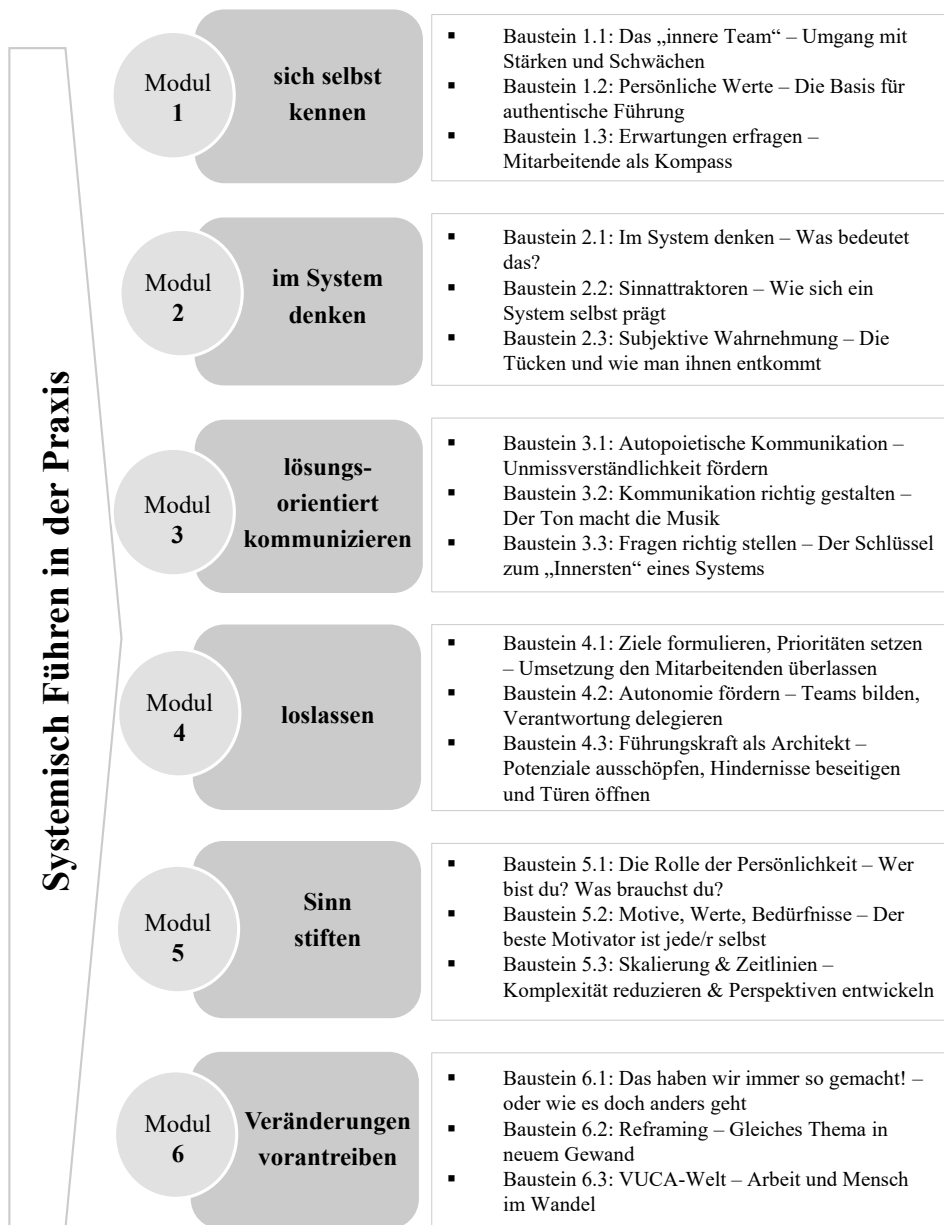 Systemisch Führen in der Praxis
Modul
1
sich selbst
kennen
▪ Baustein 1.1: Das „innere Team“ – Umgang mit
Stärken und Schwächen
▪ Baustein 1.2: Persönliche Werte – Die Basis für
authentische Führung
▪ Baustein 1.3: Erwartungen erfragen –
Mitarbeitende als Kompass
Modul
2
im System
denken
▪ Baustein 2.1: Im System denken – Was bedeutet
das?
▪ Baustein 2.2: Sinnattraktoren – Wie sich ein
System selbst prägt
▪ Baustein 2.3: Subjektive Wahrnehmung – Die
Tücken und wie man ihnen entkommt
Modul
3
lösungs-
orientiert
kommunizieren
▪ Baustein 3.1: Autopoietische Kommunikation –
Unmissverständlichkeit fördern
▪ Baustein 3.2: Kommunikation richtig gestalten –
Der Ton macht die Musik
▪ Baustein 3.3: Fragen richtig stellen – Der Schlüssel
zum „Innersten“ eines Systems
Modul
4
loslassen
▪ Baustein 4.1: Ziele formulieren, Prioritäten setzen
– Umsetzung den Mitarbeitenden überlassen
▪ Baustein 4.2: Autonomie fördern – Teams bilden,
Verantwortung delegieren
▪ Baustein 4.3: Führungskraft als Architekt –
Potenziale ausschöpfen, Hindernisse beseitigen
und Türen öffnen
Modul
5
Sinn
stiften
▪ Baustein 5.1: Die Rolle der Persönlichkeit – Wer
bist du? Was brauchst du?
▪ Baustein 5.2: Motive, Werte, Bedürfnisse – Der
beste Motivator ist jede/r selbst
▪ Baustein 5.3: Skalierung & Zeitlinien –
Komplexität reduzieren & Perspektiven entwickeln
Modul
6
Veränderungen
vorantreiben
▪ Baustein 6.1: Das haben wir immer so gemacht! –
oder wie es doch anders geht
▪ Baustein 6.2: Reframing – Gleiches Thema in
neuem Gewand
▪ Baustein 6.3: VUCA-Welt – Arbeit und Mensch
im Wandel